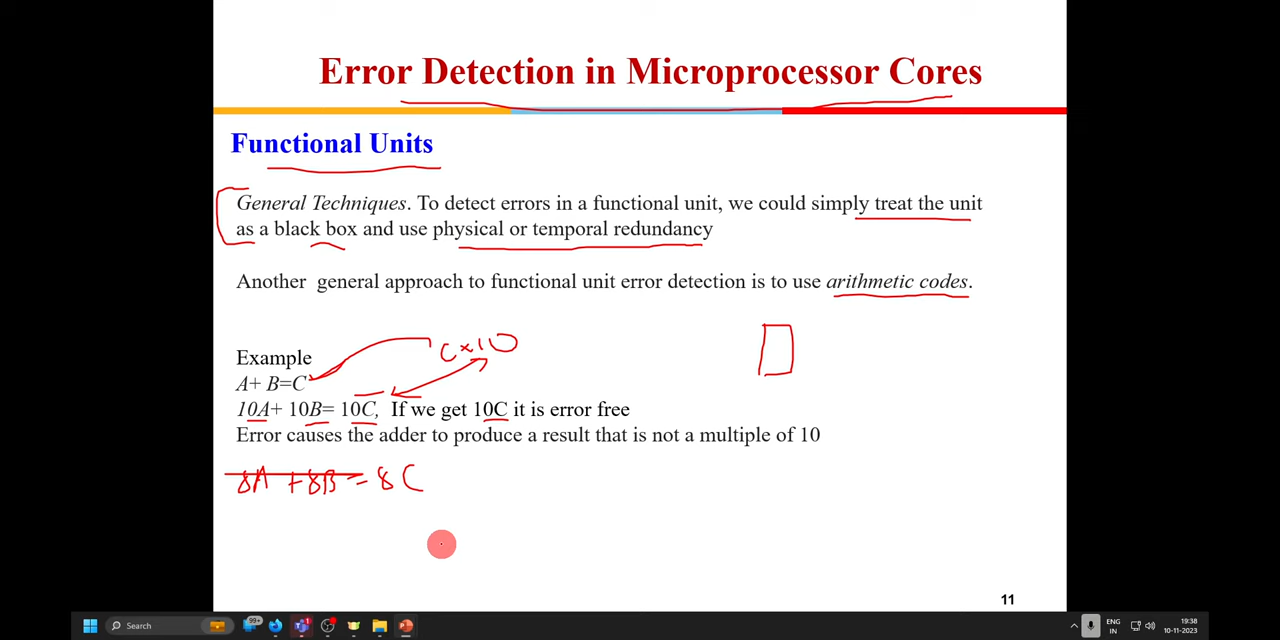 Error Detection in Microprocessor Cores
Functional Units
General Techniques. To detect errors in a functional unit, we could simply treat the unit
as a black box and use physical or temporal redundancy
Another general approach to functional unit error detection is to use arithmetic codes.
C×10
Example
A+ B=C
10A+ 10B= 10C, If we get 10C it is error free
Error causes the adder to produce a result that is not a multiple of 10
8A +8B = 8C
11
Search
99+
1
ENG
IN
19:38
10-11-2023